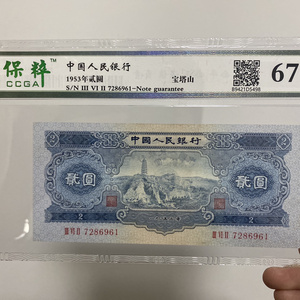 保粹
CCGA
TM
中国人民银行
1953年贰圆 宝塔山
S/N III VI II 7286961-Note guarantee
67
B9421D5498
中國人民銀行
貳圓 貳圓
III VI II 7286961 III VI II 7286961